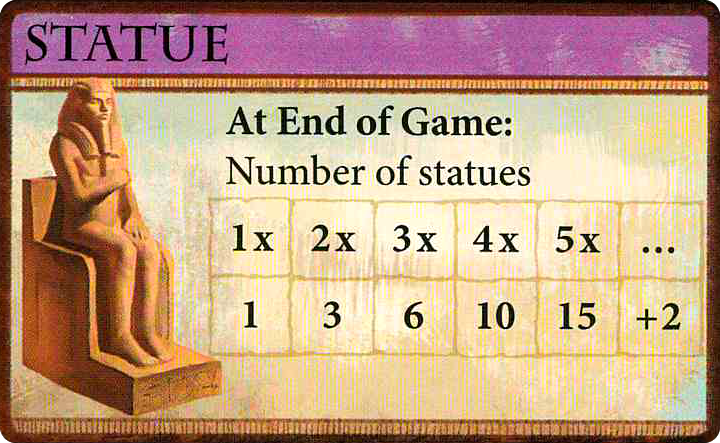 STATUE
At End of Game:
Number of statues
1x 2x 3x 4x 5x ...
1 3 6 10 15 +2